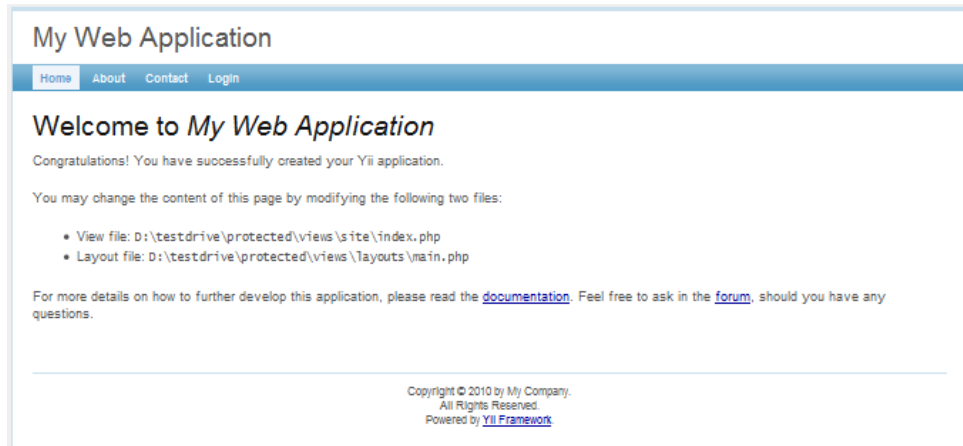 My Web Application
Home About Contact Login
Welcome to My Web Application
Congratulations! You have successfully created your Yii application.
You may change the content of this page by modifying the following two files:
• View file: D:\testdrive\protected\views\site\index.php
• Layout file: D:\testdrive\protected\views\layouts\main.php
For more details on how to further develop this application, please read the documentation. Feel free to ask in the forum, should you have any
questions.
Copyright © 2010 by My Company.
All Rights Reserved.
Powered by Yii Framework.